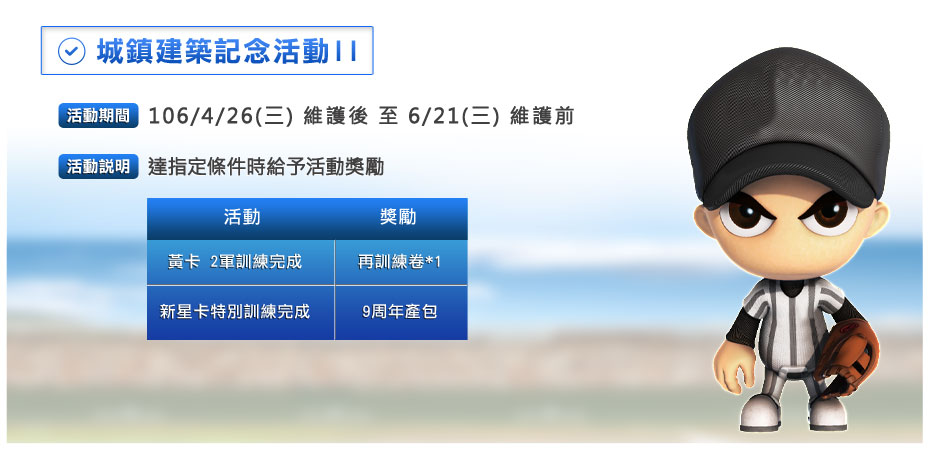 城鎮建築記念活動II
活動期間 106/4/26(三) 維護後 至 6/21(三) 維護前
活動説明 達指定條件時給予活動獎勵
活動 獎勵
黃卡 2軍訓練完成 再訓練卷*1
新星卡特別訓練完成 9周年產包